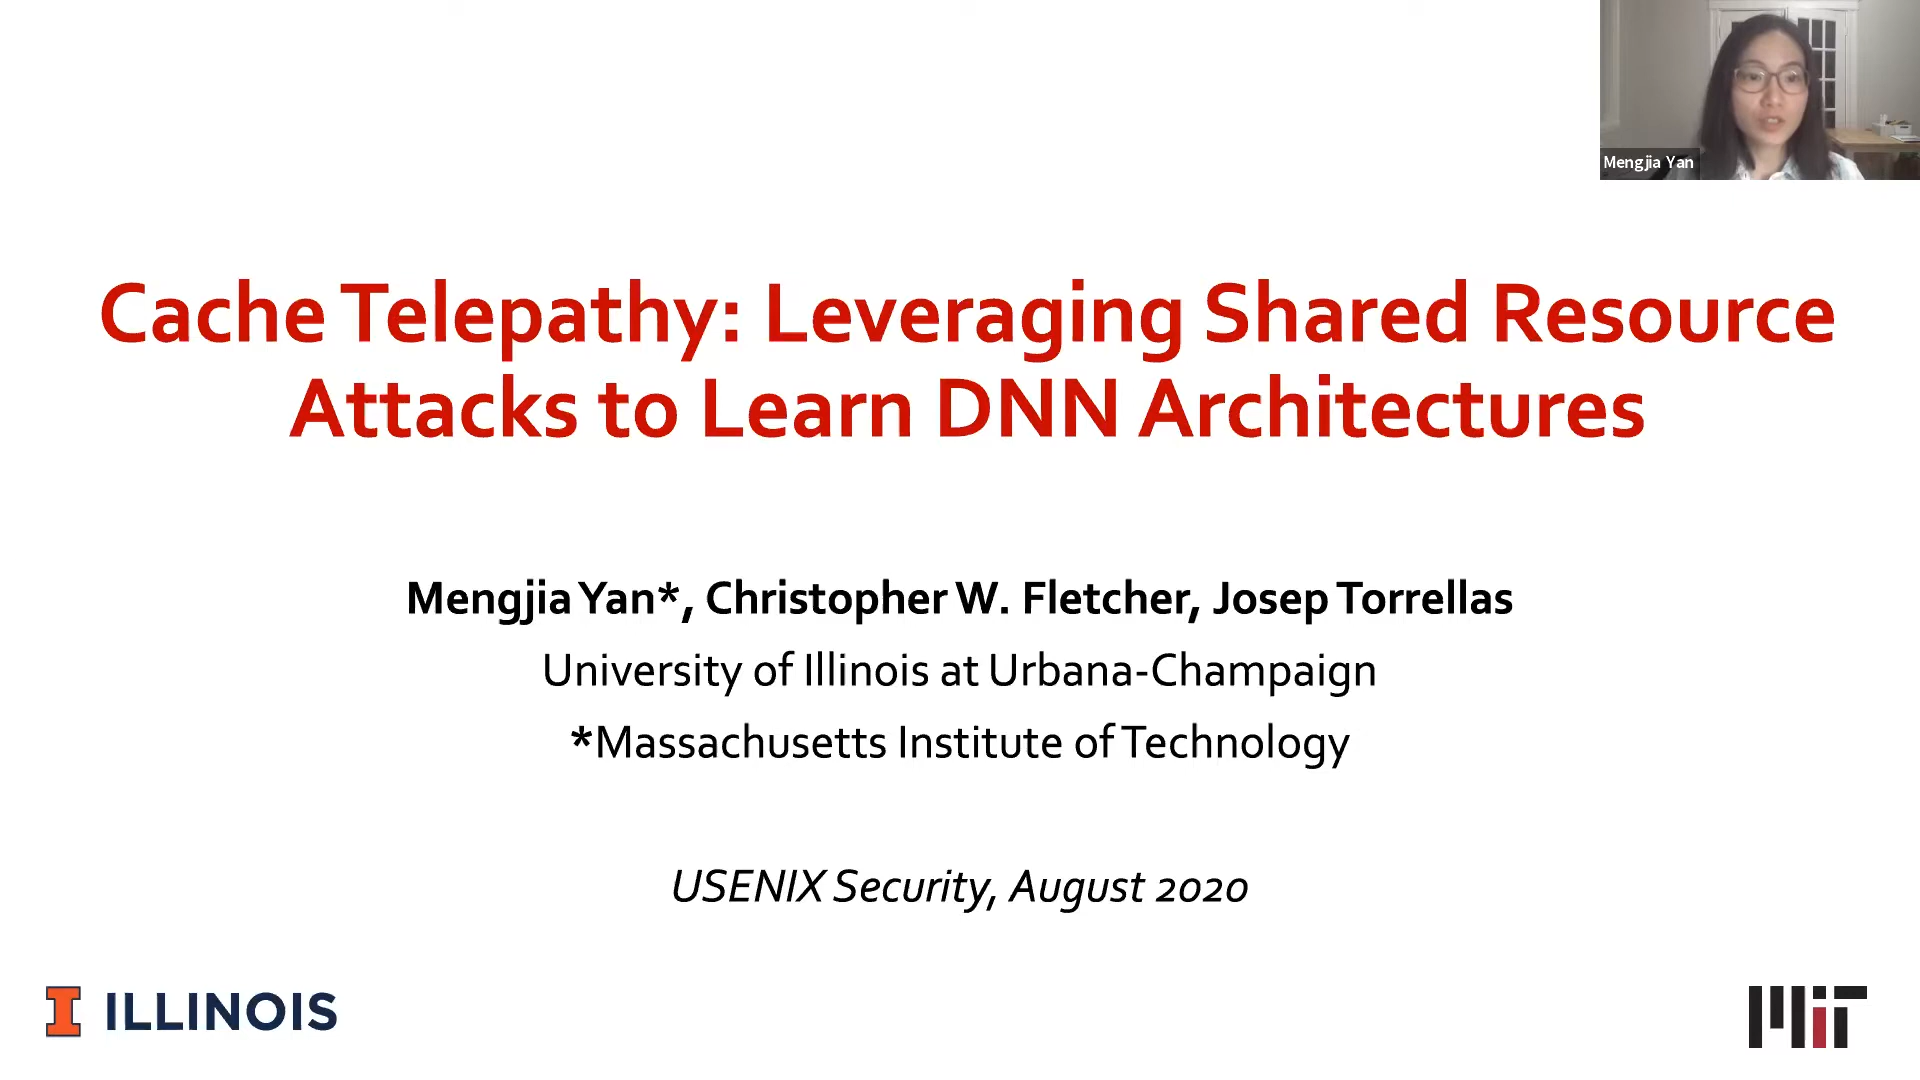 Mengjia Yan
Cache Telepathy: Leveraging Shared Resource
Attacks to Learn DNN Architectures
Mengjia Yan*, Christopher W. Fletcher, Josep Torrellas
University of Illinois at Urbana-Champaign
*Massachusetts Institute of Technology
USENIX Security, August 2020
I ILLINOIS
MIT